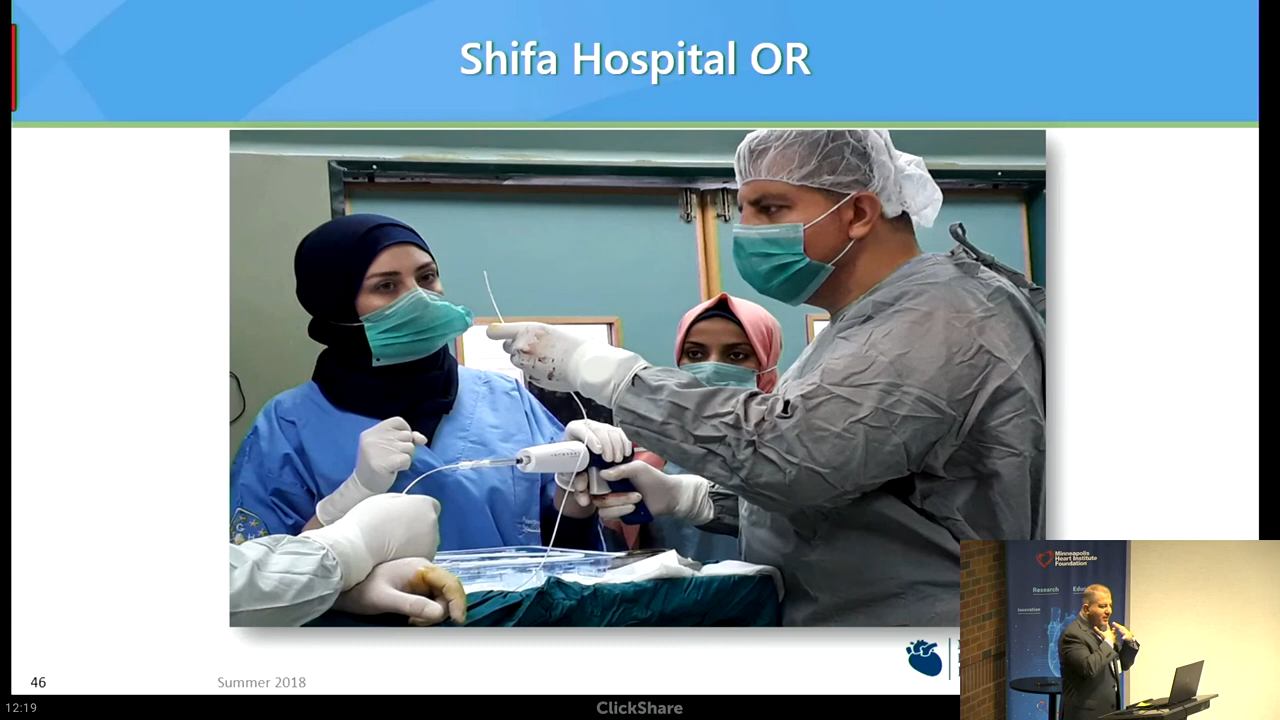 Shifa Hospital OR
Minneapolis
Heart Institute
Foundation
Research
Innovation
46
Summer 2018
12:19
ClickShare